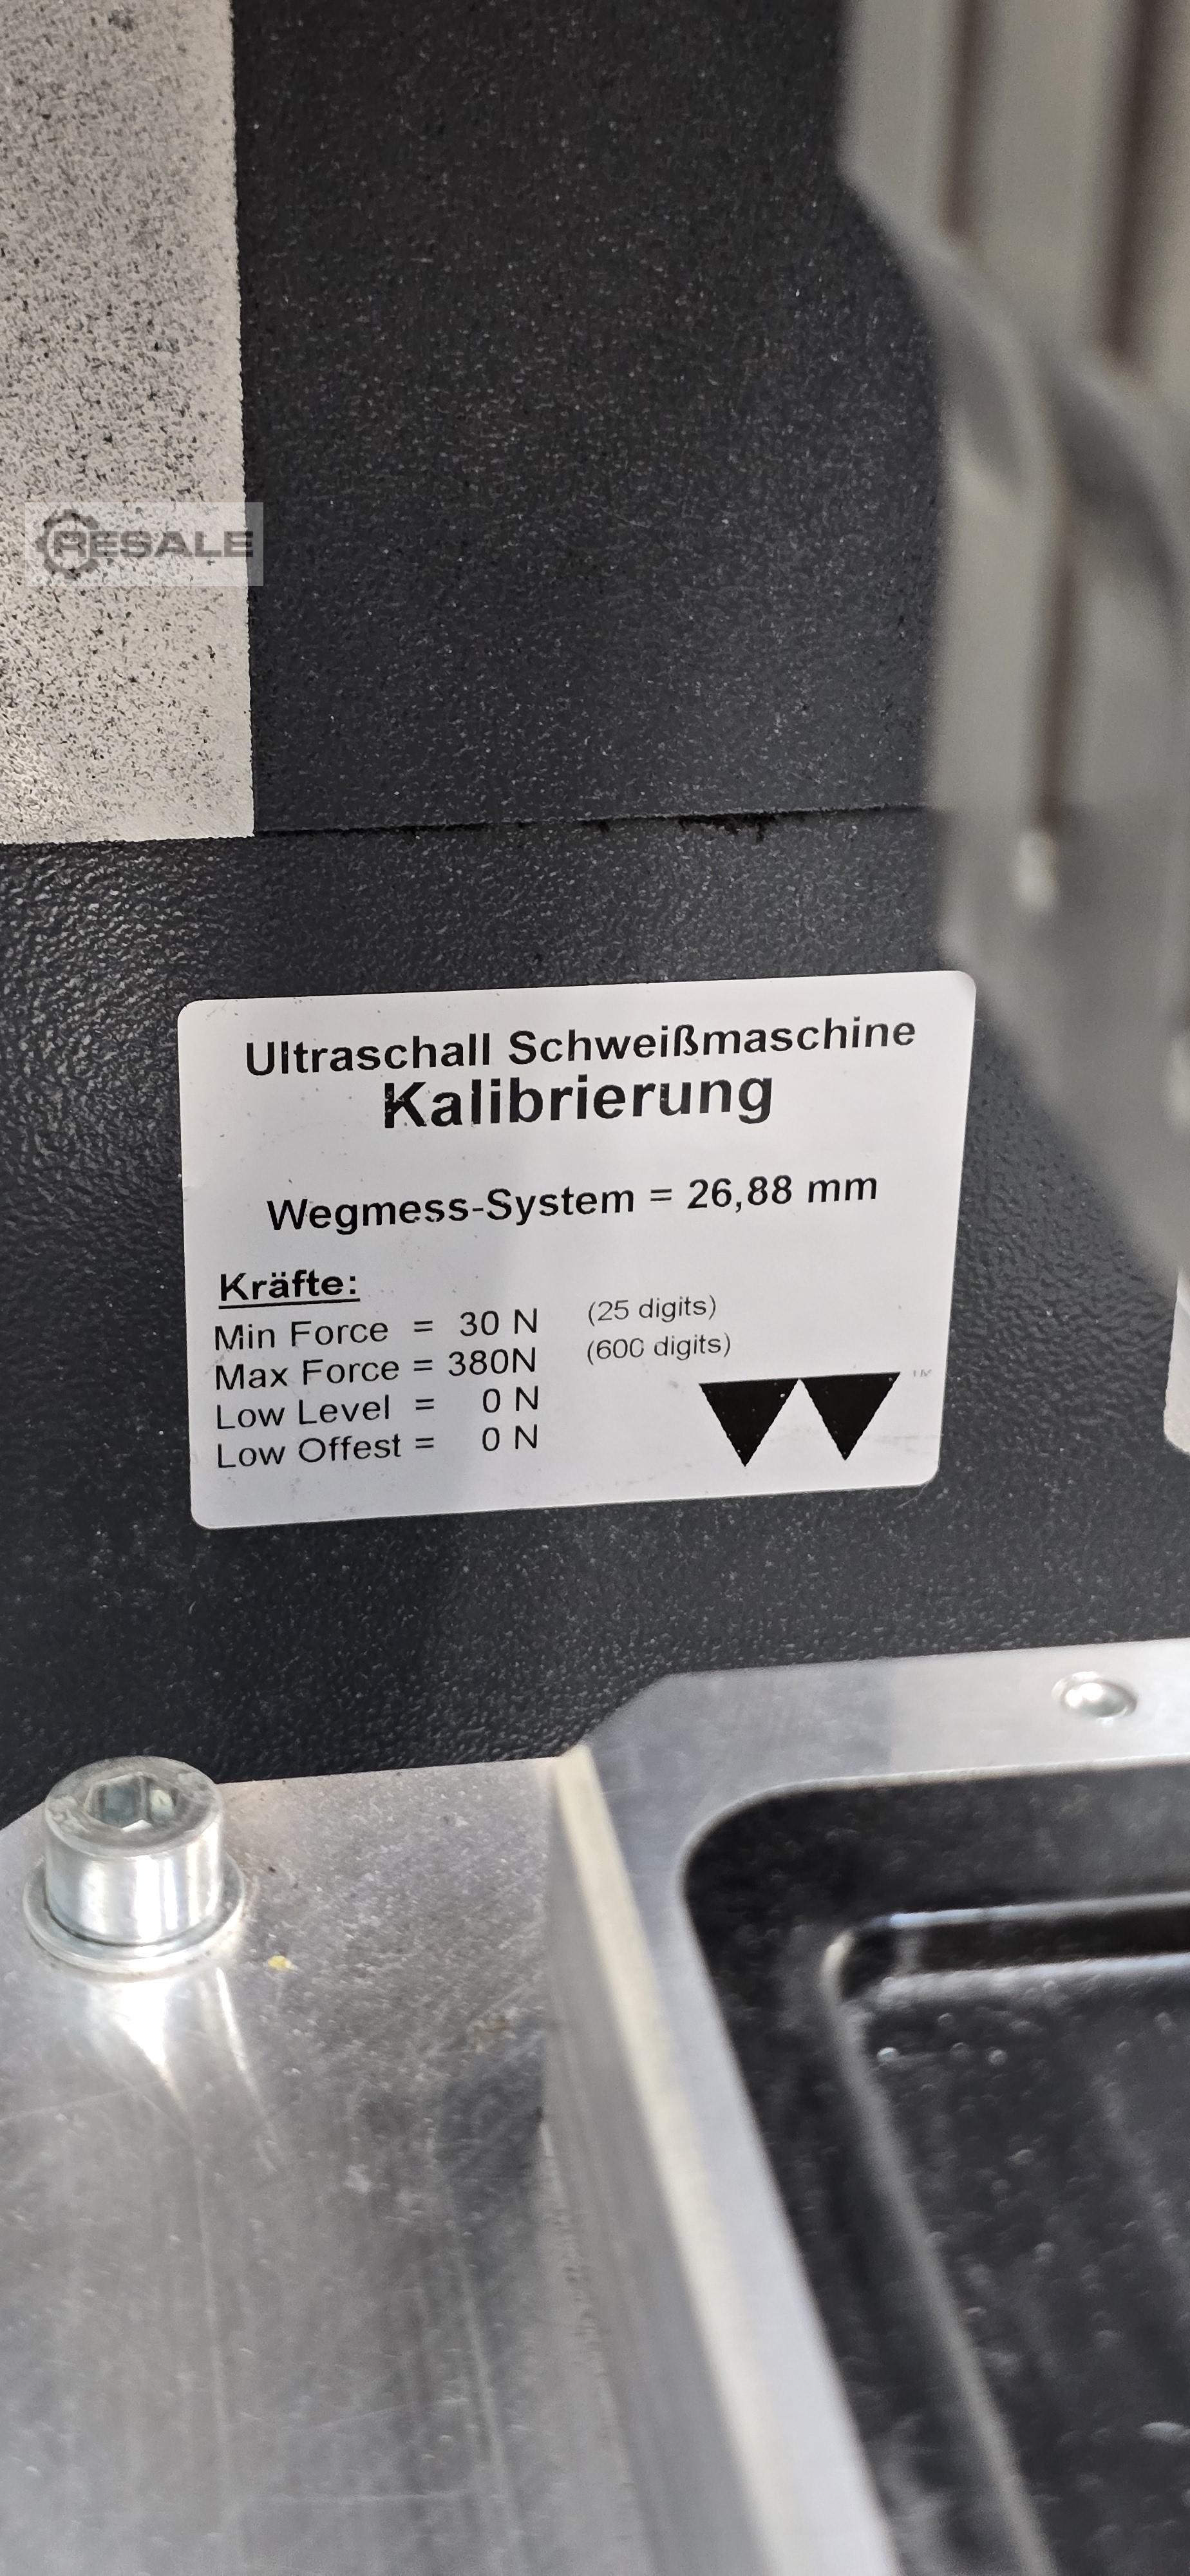 RESALE
Ultraschall Schweißmaschine
Kalibrierung
Wegmess-System = 26,88 mm
Kräfte:
Min Force = 30 N (25 digits)
Max Force = 380N (600 digits)
Low Level = 0 N
Low Offest = 0 N
TM